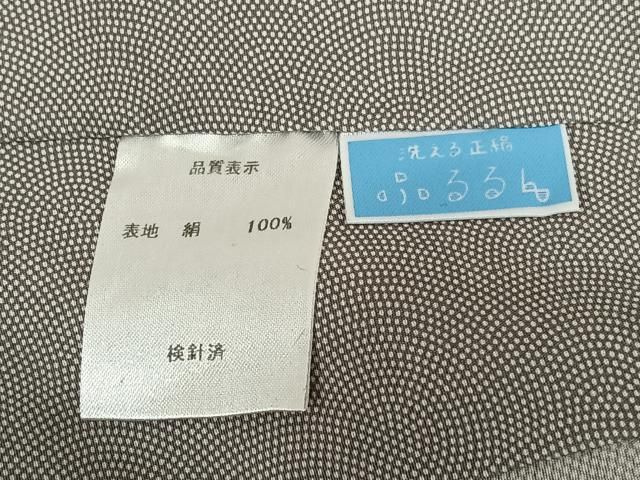 品質表示
表地 絹 100%
検針済
洗える正絹
ぷるるん